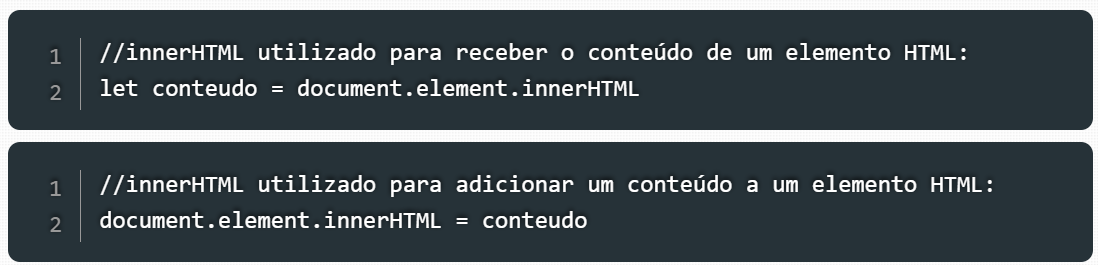 1 //innerHTML utilizado para receber o conteúdo de um elemento HTML:
2 let conteudo = document.element.innerHTML
1 //innerHTML utilizado para adicionar um conteúdo a um elemento HTML:
2 document.element.innerHTML = conteudo